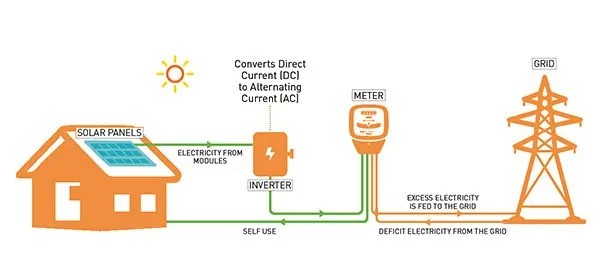 Converts Direct
Current (DC)
to Alternating
Current (AC)
GRID
METER
SOLAR PANELS
ELECTRICITY FROM
MODULES
INVERTER
EXCESS ELECTRICITY
IS FED TO THE GRID
SELF USE
DEFICIT ELECTRICITY FROM THE GRID